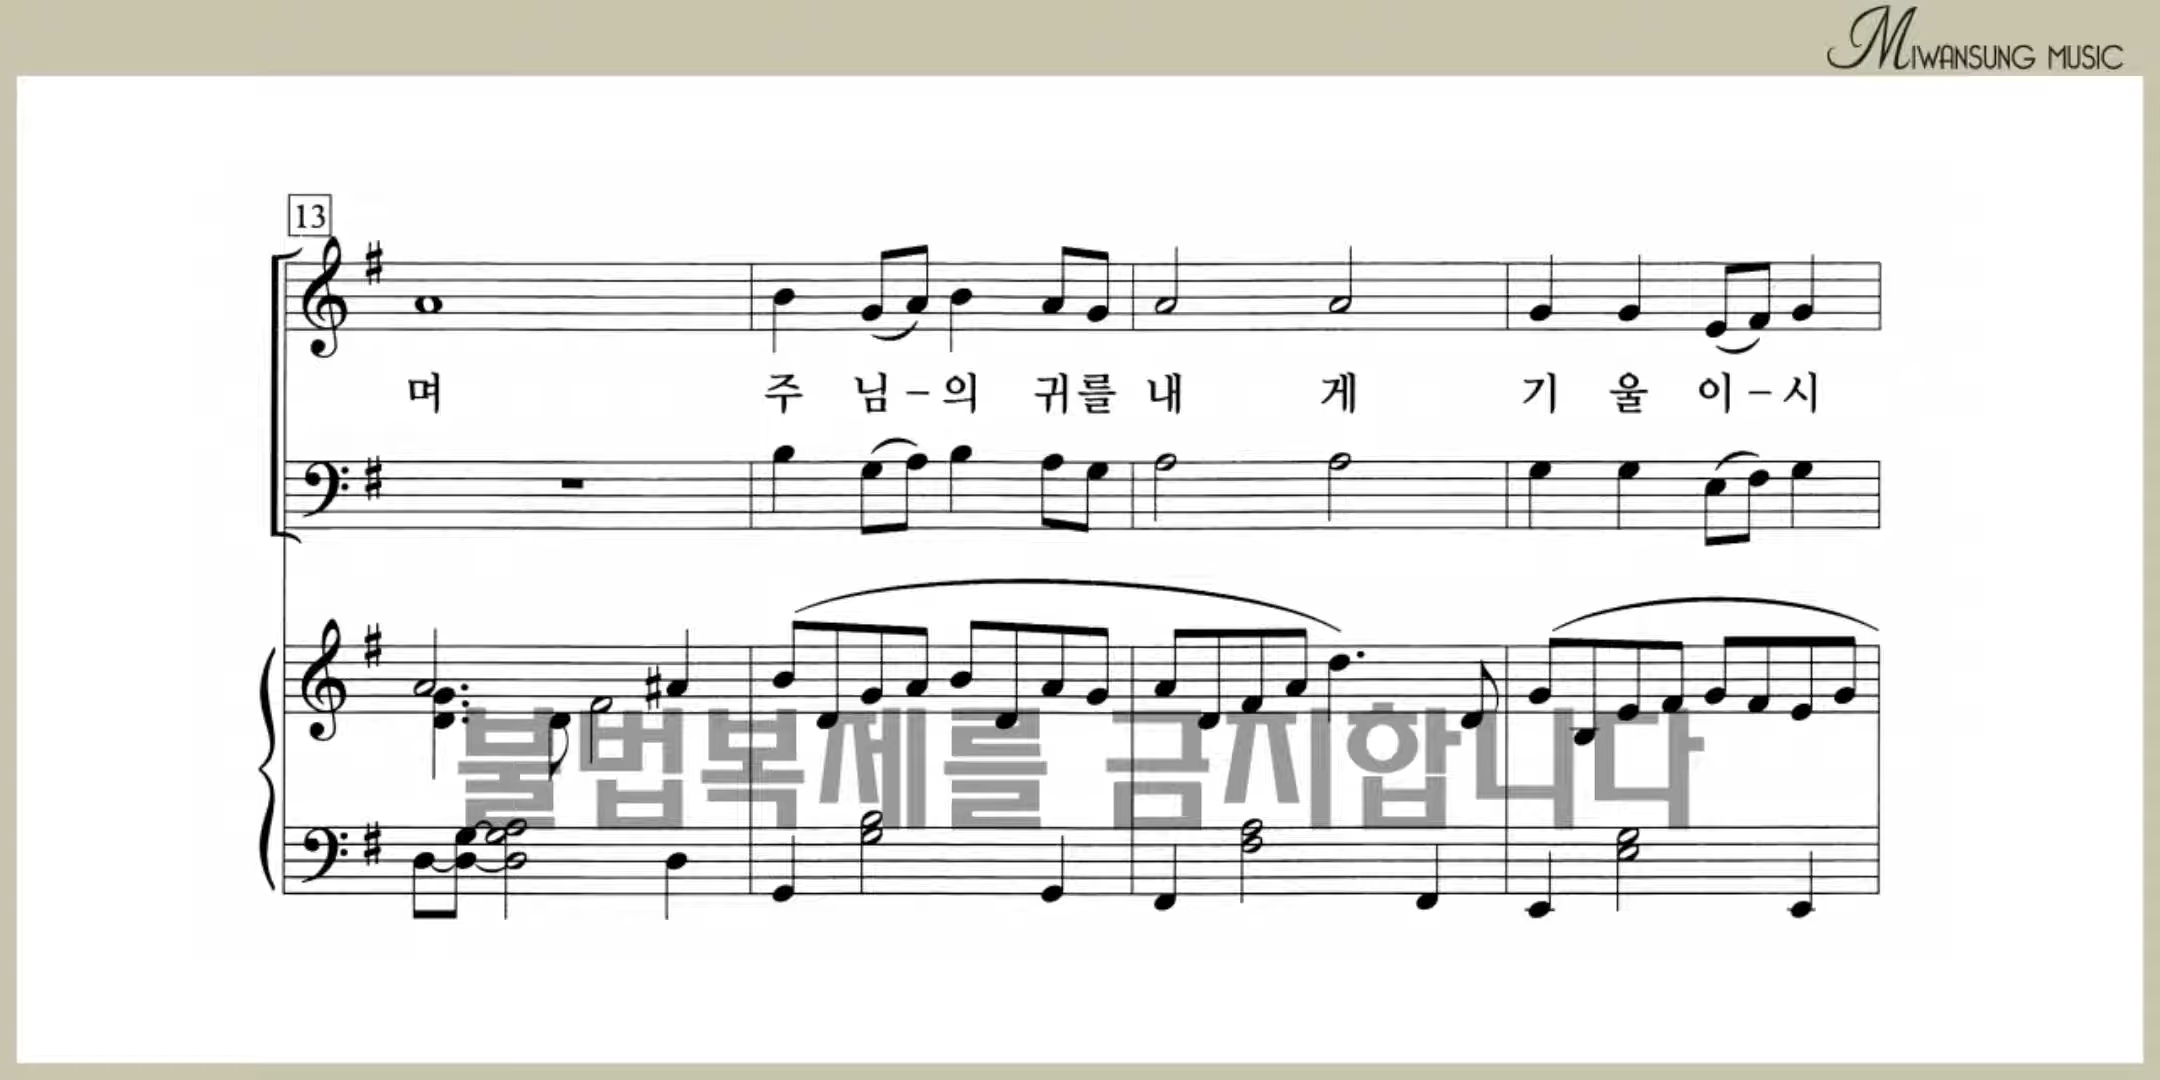 MIWANSUNG MUSIC
13
며 주 님 - 의 귀를 내 게 기 울 이 - 시
불법복제를 금지합니다